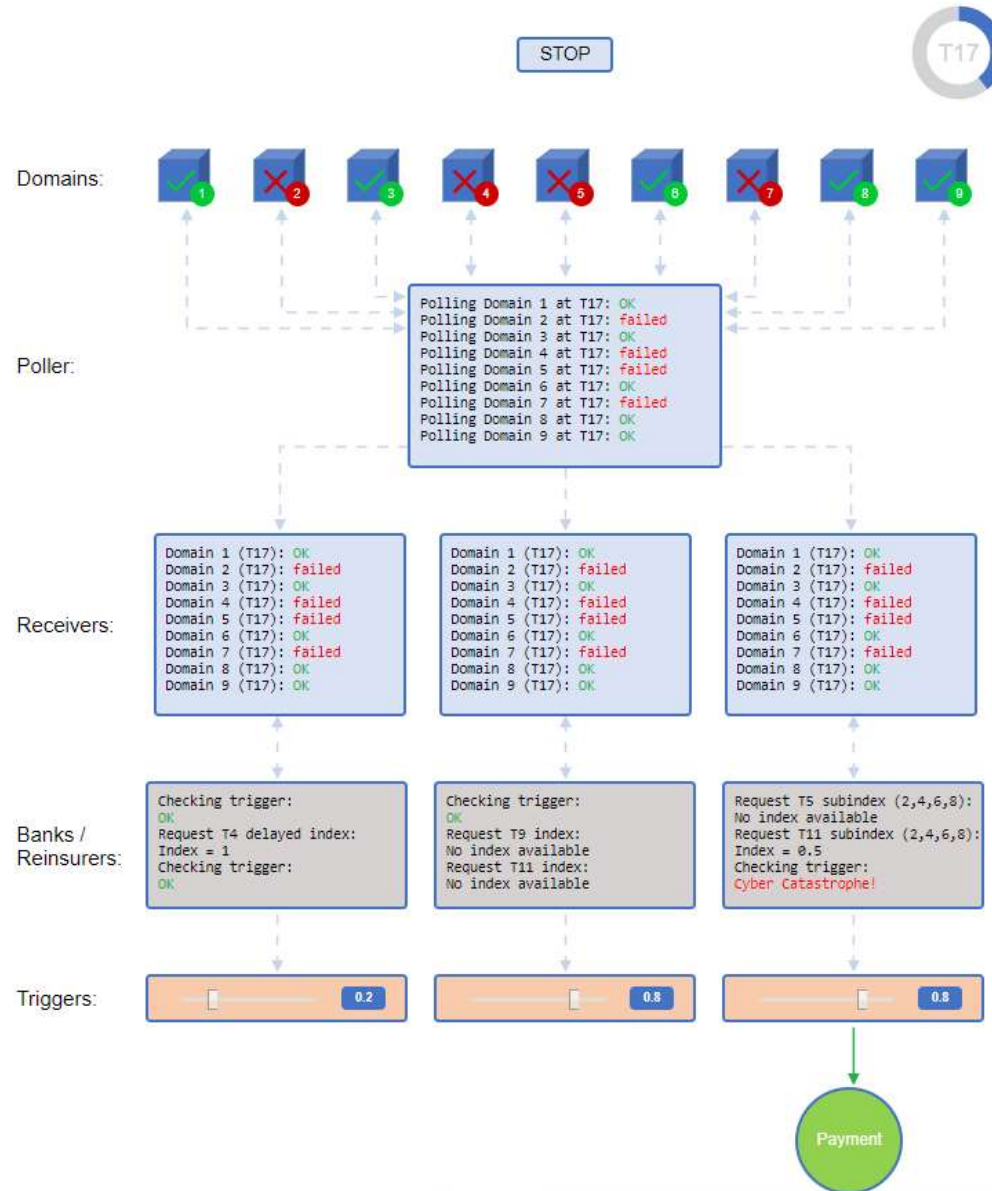 STOP
T17
Domains:
1
2
3
4
5
6
7
8
9
Poller:
Polling Domain 1 at T17: OK
Polling Domain 2 at T17: failed
Polling Domain 3 at T17: OK
Polling Domain 4 at T17: failed
Polling Domain 5 at T17: failed
Polling Domain 6 at T17: OK
Polling Domain 7 at T17: failed
Polling Domain 8 at T17: OK
Polling Domain 9 at T17: OK
Receivers:
Domain 1 (T17): OK
Domain 2 (T17): failed
Domain 3 (T17): OK
Domain 4 (T17): failed
Domain 5 (T17): failed
Domain 6 (T17): OK
Domain 7 (T17): failed
Domain 8 (T17): OK
Domain 9 (T17): OK
Domain 1 (T17): OK
Domain 2 (T17): failed
Domain 3 (T17): OK
Domain 4 (T17): failed
Domain 5 (T17): failed
Domain 6 (T17): OK
Domain 7 (T17): failed
Domain 8 (T17): OK
Domain 9 (T17): OK
Domain 1 (T17): OK
Domain 2 (T17): failed
Domain 3 (T17): OK
Domain 4 (T17): failed
Domain 5 (T17): failed
Domain 6 (T17): OK
Domain 7 (T17): failed
Domain 8 (T17): OK
Domain 9 (T17): OK
Banks /
Reinsurers:
Checking trigger:
OK
Request T4 delayed index:
Index = 1
Checking trigger:
OK
Checking trigger:
OK
Request T9 index:
No index available
Request T11 index:
No index available
Request T5 subindex (2,4,6,8):
No index available
Request T11 subindex (2,4,6,8):
Index = 0.5
Checking trigger:
Cyber Catastrophe!
Triggers:
0.2
0.8
0.8
Payment